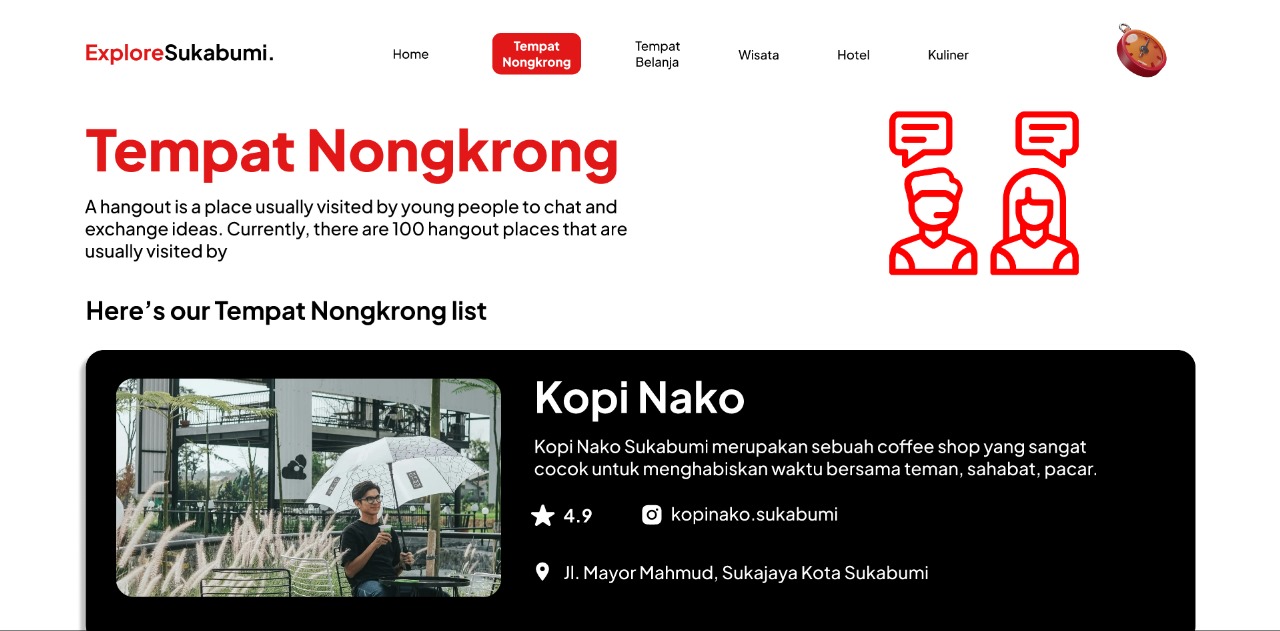 ExploreSukabumi.
Home
Tempat
Nongkrong
Tempat
Belanja
Wisata
Hotel
Kuliner
Tempat Nongkrong
A hangout is a place usually visited by young people to chat and
exchange ideas. Currently, there are 100 hangout places that are
usually visited by
Here’s our Tempat Nongkrong list
Kopi Nako
Kopi Nako Sukabumi merupakan sebuah coffee shop yang sangat
cocok untuk menghabiskan waktu bersama teman, sahabat, pacar.
4.9
kopinako.sukabumi
Jl. Mayor Mahmud, Sukajaya Kota Sukabumi